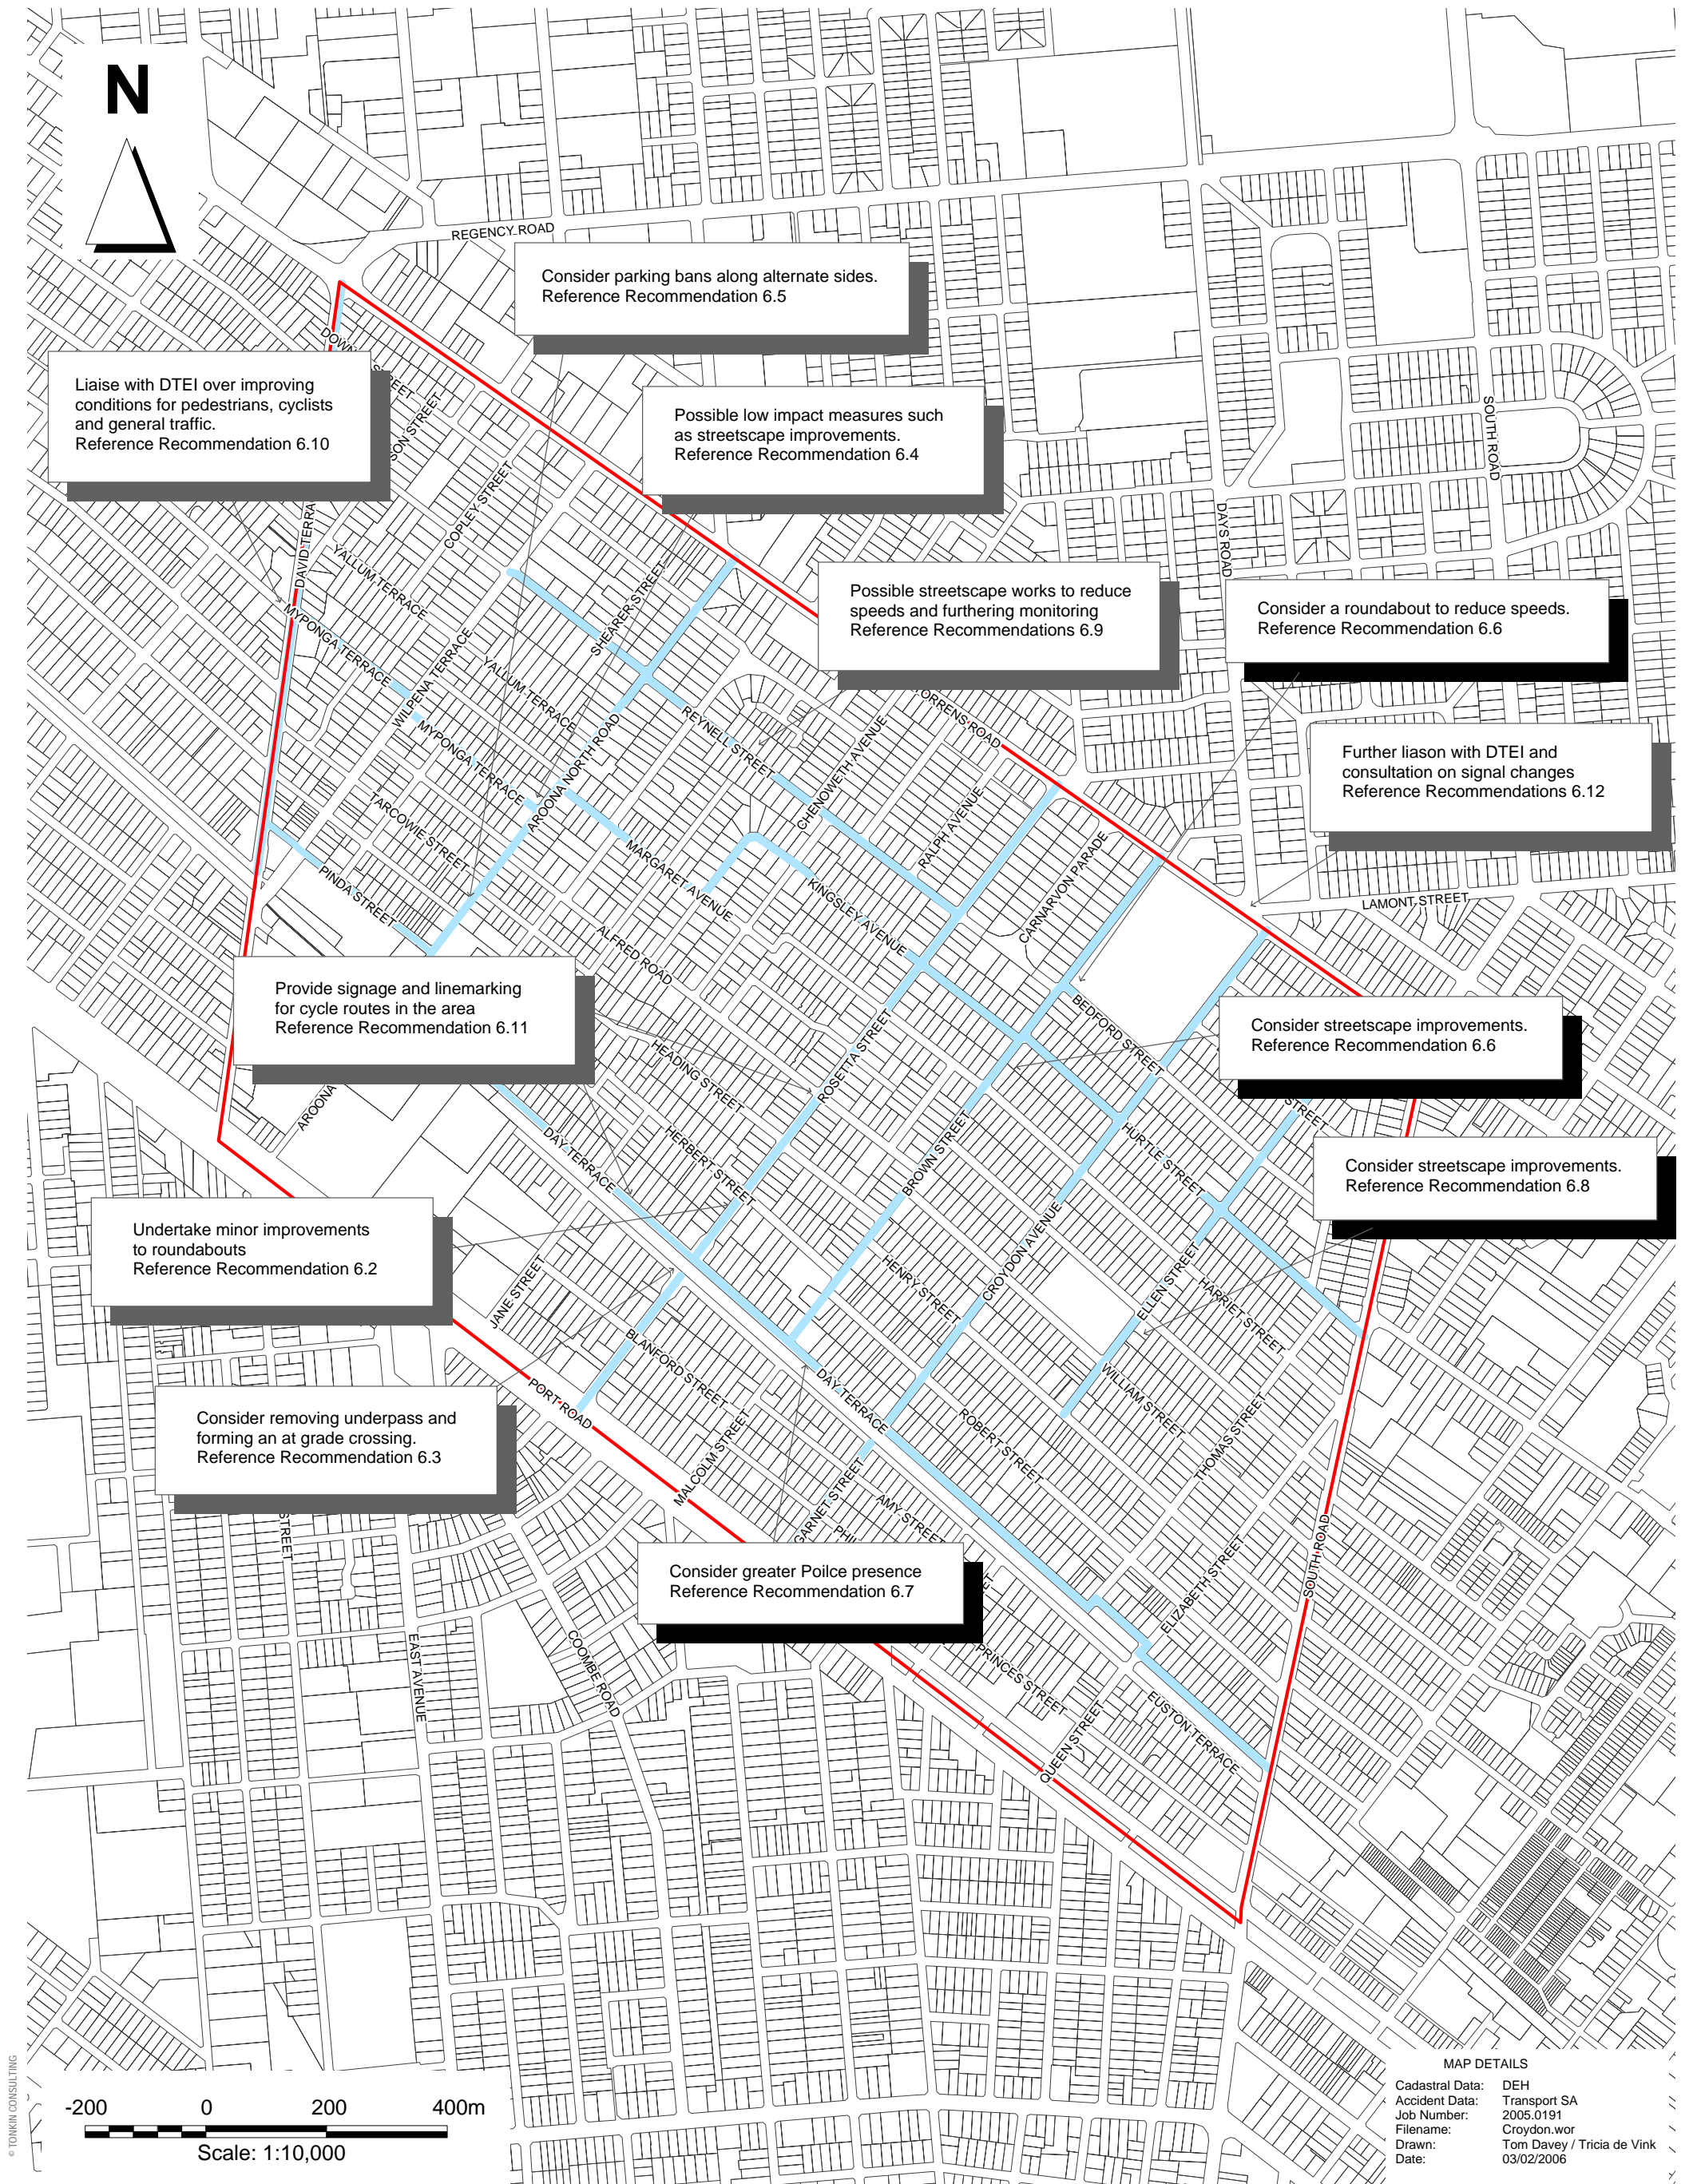 N
REGENCY ROAD
Consider parking bans along alternate sides.
Reference Recommendation 6.5
Liaise with DTEI over improving
conditions for pedestrians, cyclists
and general traffic.
Reference Recommendation 6.10
Possible low impact measures such
as streetscape improvements.
Reference Recommendation 6.4
SOUTH ROAD
COPLEY STREET
DAYS ROAD
YALLUM TERRACE
Possible streetscape works to reduce
speeds and furthering monitoring
Reference Recommendations 6.9
Consider a roundabout to reduce speeds.
Reference Recommendation 6.6
MYPONGA TERRACE
SHEARER STREET
WILPENA TERRACE
YALLUM TERRACE
MYPONGA TERRACE
AROONA NORTH ROAD
REYNELL STREET
CHENOWETH AVENUE
Further liason with DTEI and
consultation on signal changes
Reference Recommendations 6.12
TARCOWIE STREET
RALPH AVENUE
CARNARVON PARADE
MARGARET AVENUE
KINGSLEY AVENUE
PINDA STREET
LAMONT STREET
ALFRED ROAD
Provide signage and linemarking
for cycle routes in the area
Reference Recommendation 6.11
BEDFORD STREET
Consider streetscape improvements.
Reference Recommendation 6.6
HEADING STREET
ROSETTA STREET
AROONA
STREET
DAY TERRACE
HERBERT STREET
BROWN STREET
HURTLE STREET
Consider streetscape improvements.
Reference Recommendation 6.8
Undertake minor improvements
to roundabouts
Reference Recommendation 6.2
JANE STREET
HENRY STREET
CROYDON AVENUE
ELLEN STREET
HARRIET STREET
BLANFORD STREET
DAY TERRACE
WILLIAM STREET
PORT ROAD
Consider removing underpass and
forming an at grade crossing.
Reference Recommendation 6.3
MALCOLM STREET
ROBERT STREET
THOMAS STREET
GARNET STREET
AMY STREET
STREET
SOUTH ROAD
Consider greater Poilce presence
Reference Recommendation 6.7
ELIZABETH STREET
EAST AVENUE
COOMBE ROAD
PRINCES STREET
QUEEN STREET
EUSTON TERRACE
-200 0 200 400m
Scale: 1:10,000
MAP DETAILS
Cadastral Data: DEH
Accident Data: Transport SA
Job Number: 2005.0191
Filename: Croydon.wor
Drawn: Tom Davey / Tricia de Vink
Date: 03/02/2006
© TONKIN CONSULTING